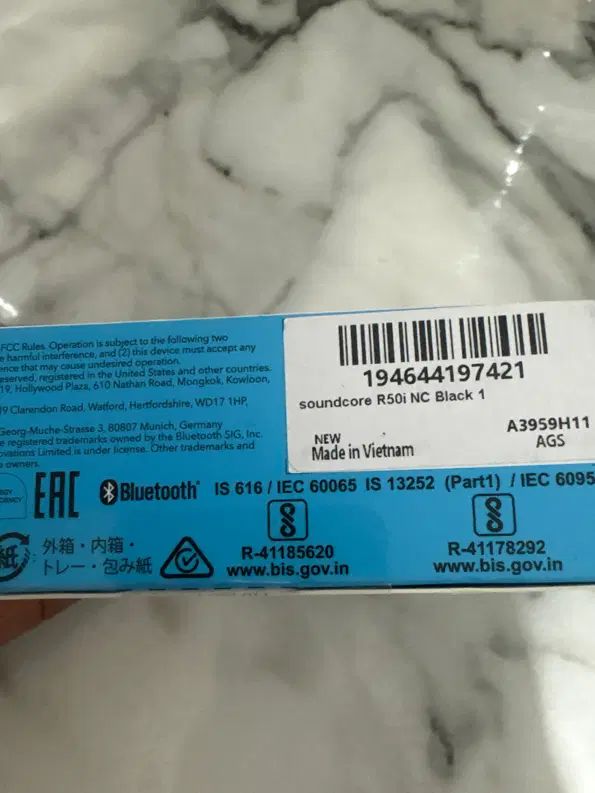 FCC Rules. Operation is subject to the following two
harmful interference, and (2) this device must accept any
that may cause undesired operation.
registered in the United States and other countries.
19, Hollywood Plaza, 610 Nathan Road, Mongkok, Kowloon,
Clarendon Road, Watford, Hertfordshire, WD17 1HP,
Georg-Muche-Strasse 3, 80807 Munich, Germany
registered trademarks owned by the Bluetooth SIG, Inc.
Limited is under license. Other trademarks and
owners.
194644197421
soundcore R50i NC Black 1
A3959H11
NEW
AGS
Made in Vietnam
EAC
Bluetooth®
IS 616 / IEC 60065 IS 13252 (Part1) / IEC 6095
紙
外箱・内箱・
トレー・包み紙
R-41185620
www.bis.gov.in
R-41178292
www.bis.gov.in